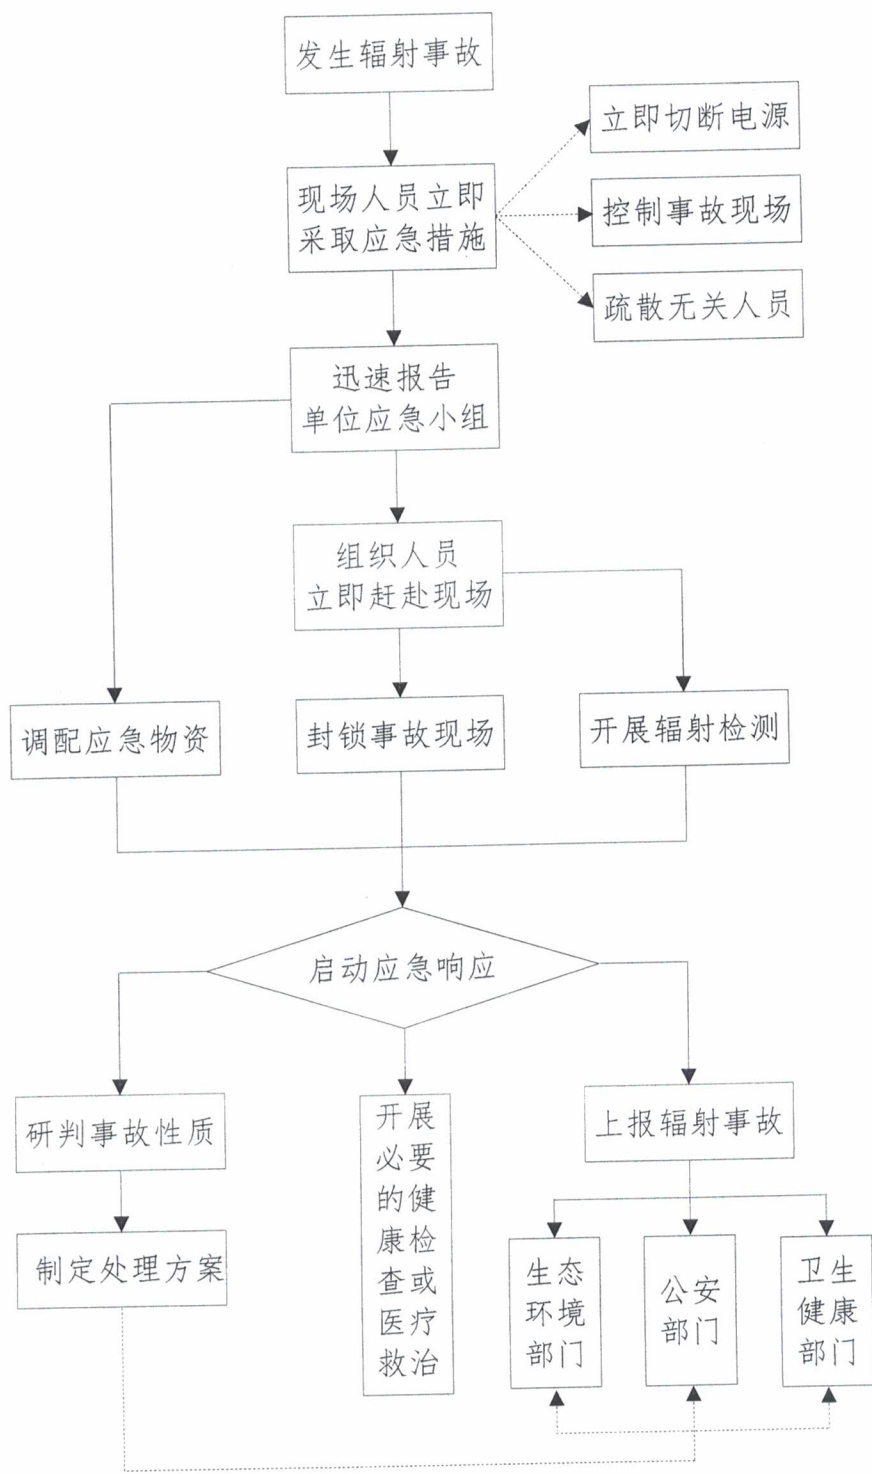 发生辐射事故
立即切断电源
现场人员立即
采取应急措施
控制事故现场
疏散无关人员
迅速报告
单位应急小组
组织人员
立即赶赴现场
调配应急物资
封锁事故现场
开展辐射检测
启动应急响应
研判事故性质
开展
必要
的健
康检
查或
医疗
救治
上报辐射事故
制定处理方案
生态
环境
部门
公安
部门
卫生
健康
部门